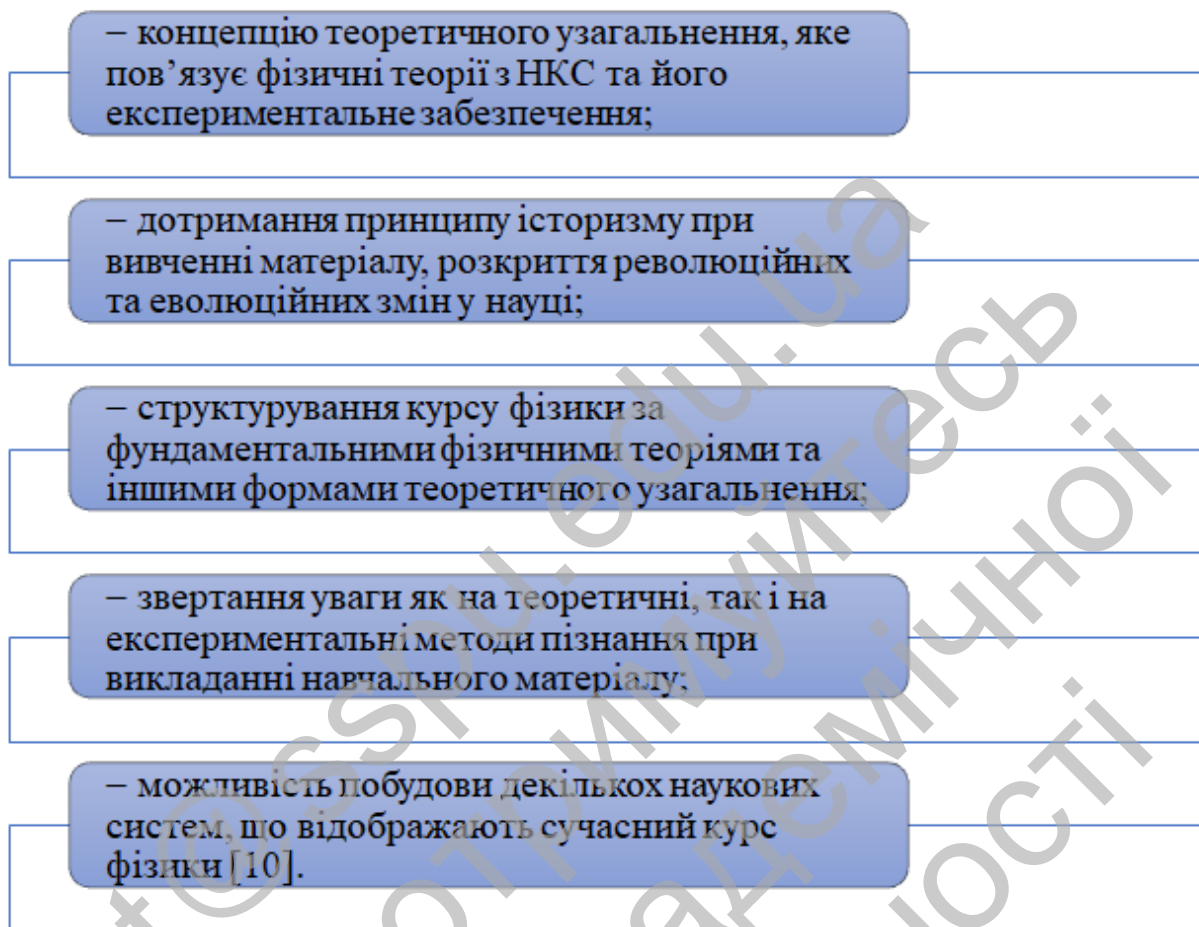 – концепцію теоретичного узагальнення, яке
пов’язує фізичні теорії з НКС та його
експериментальне забезпечення;
– дотримання принципу історизму при
вивченні матеріалу, розкриття революційних
та еволюційних змін у науці;
– структурування курсу фізики за
фундаментальними фізичними теоріями та
іншими формами теоретичного узагальнення;
– звертання уваги як на теоретичні, так і на
експериментальні методи пізнання при
викладанні навчального матеріалу;
– можливість побудови декількох наукових
систем, що відображають сучасний курс
фізики [10].
© sspu.edu.ua